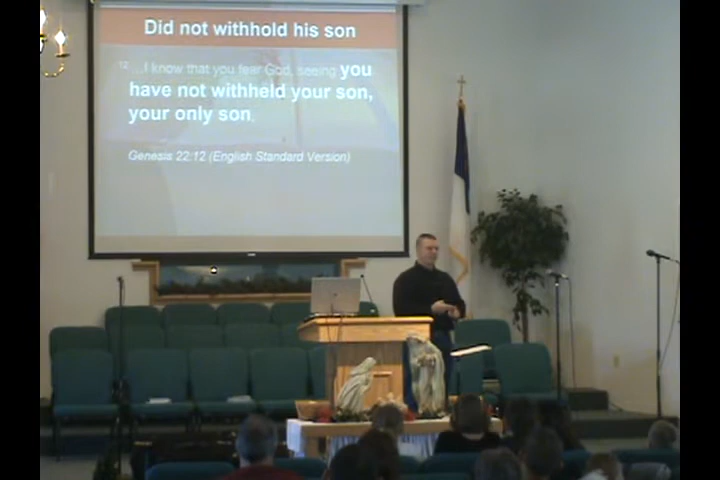 Did not withhold his son
12 ...I know that you fear God, seeing you
have not withheld your son,
your only son.
Genesis 22:12 (English Standard Version)